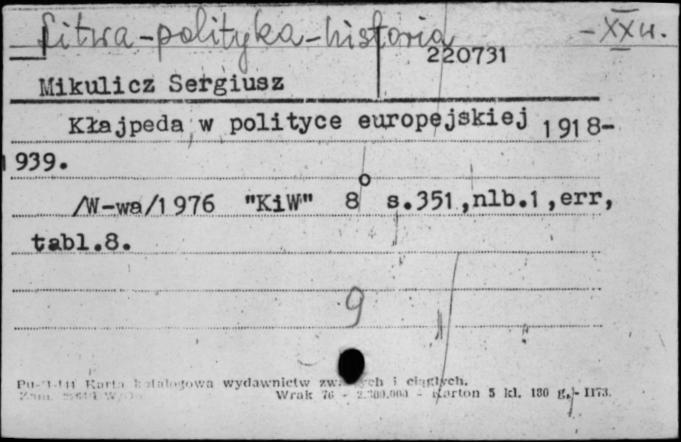 Litwa-polityka-historia - XX w.
220731
Mikulicz Sergiusz
Kłajpeda w polityce europejskiej 1918-
1939.
/W-wa/1976 "KiW" 8° s.351,nlb.1,err,
tabl.8.
9
Karta katalogowa wydawnictw zwartych i ciągłych.
Wrak 76 - Karton 5 kl. 180 g, - 1173.